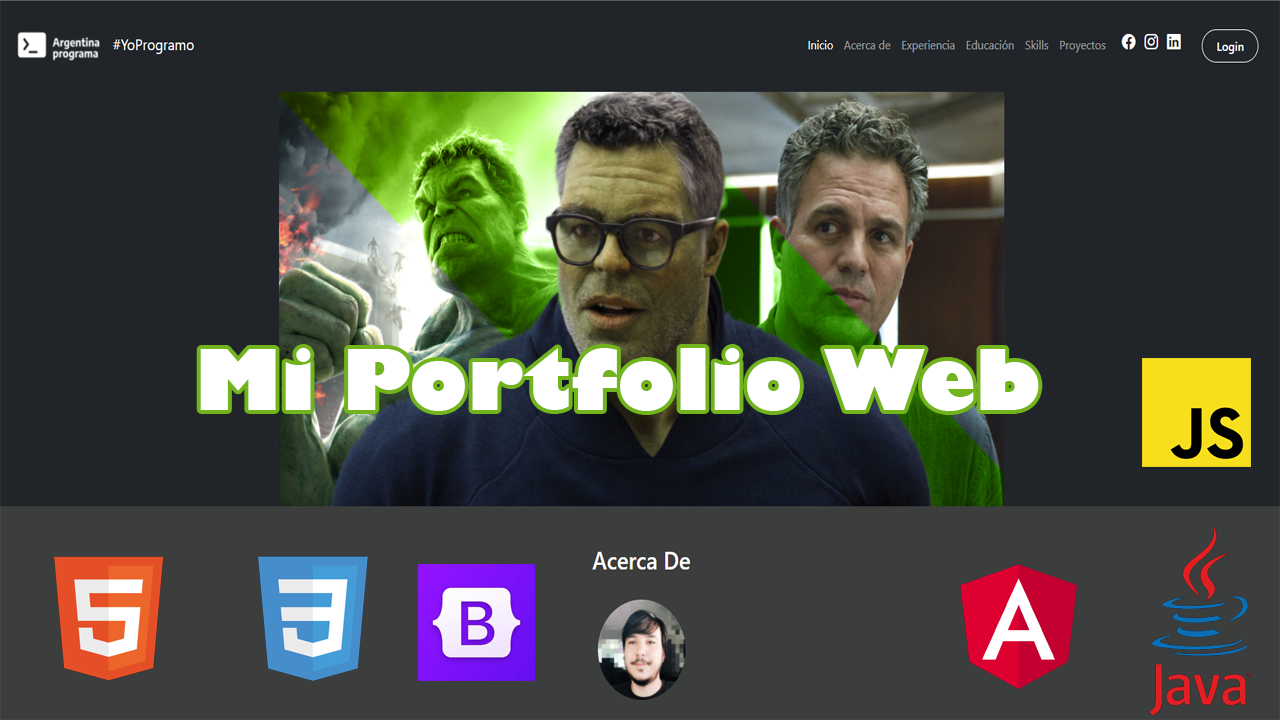 Argentina
programa
#YoProgramo
Inicio
Acerca de
Experiencia
Educación
Skills
Proyectos
Login
Mi Portfolio Web
JS
Acerca De
5
3
B
A
Java